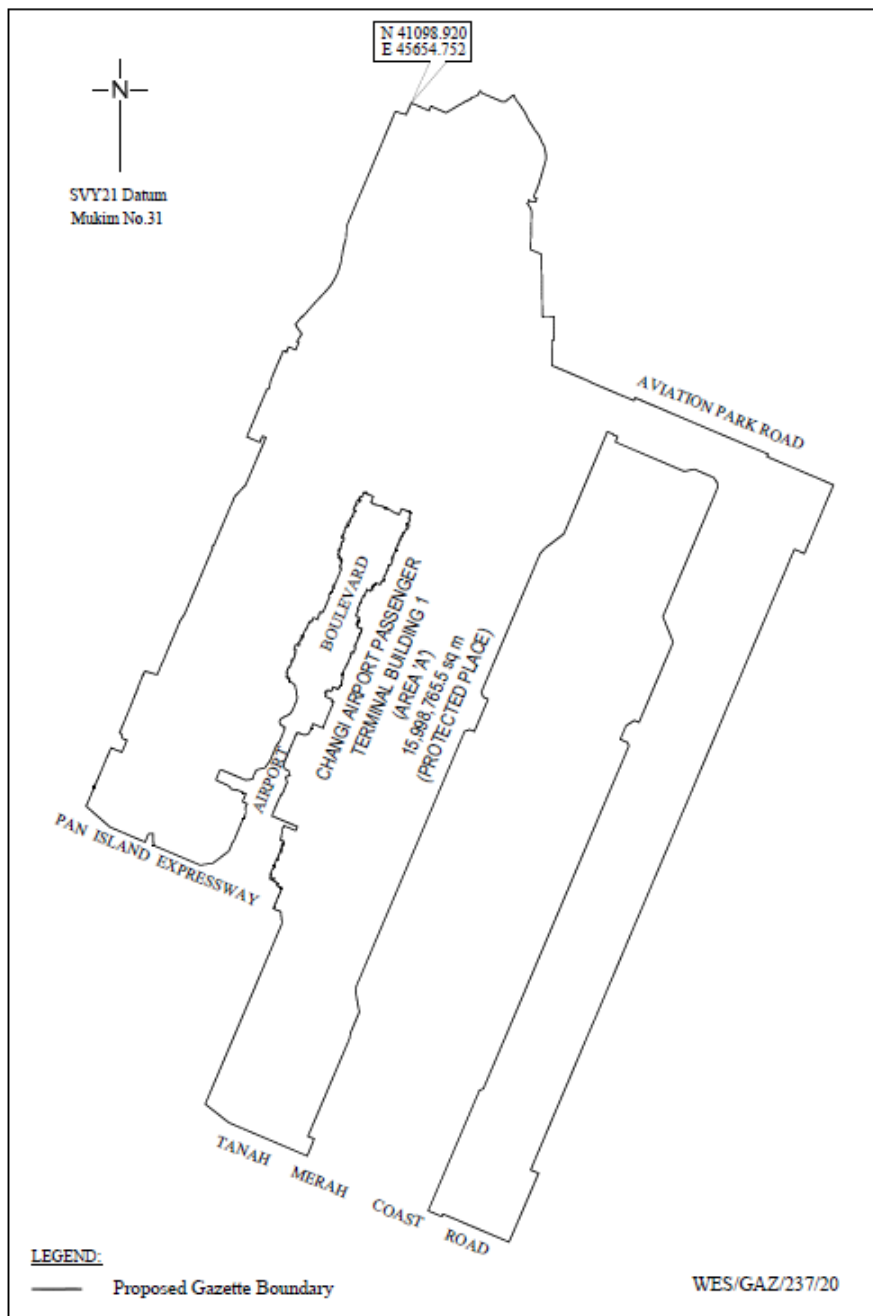 N 41098.920
E 45654.752
N
SVY21 Datum
Mukim No.31
AVIATION PARK ROAD
BOULEVARD
CHANGI AIRPORT PASSENGER
TERMINAL BUILDING 1
(AREA 'A')
15,998,765.5 sq m
(PROTECTED PLACE)
AIRPORT
PAN ISLAND EXPRESSWAY
TANAH MERAH COAST ROAD
LEGEND:
Proposed Gazette Boundary
WES/GAZ/237/20